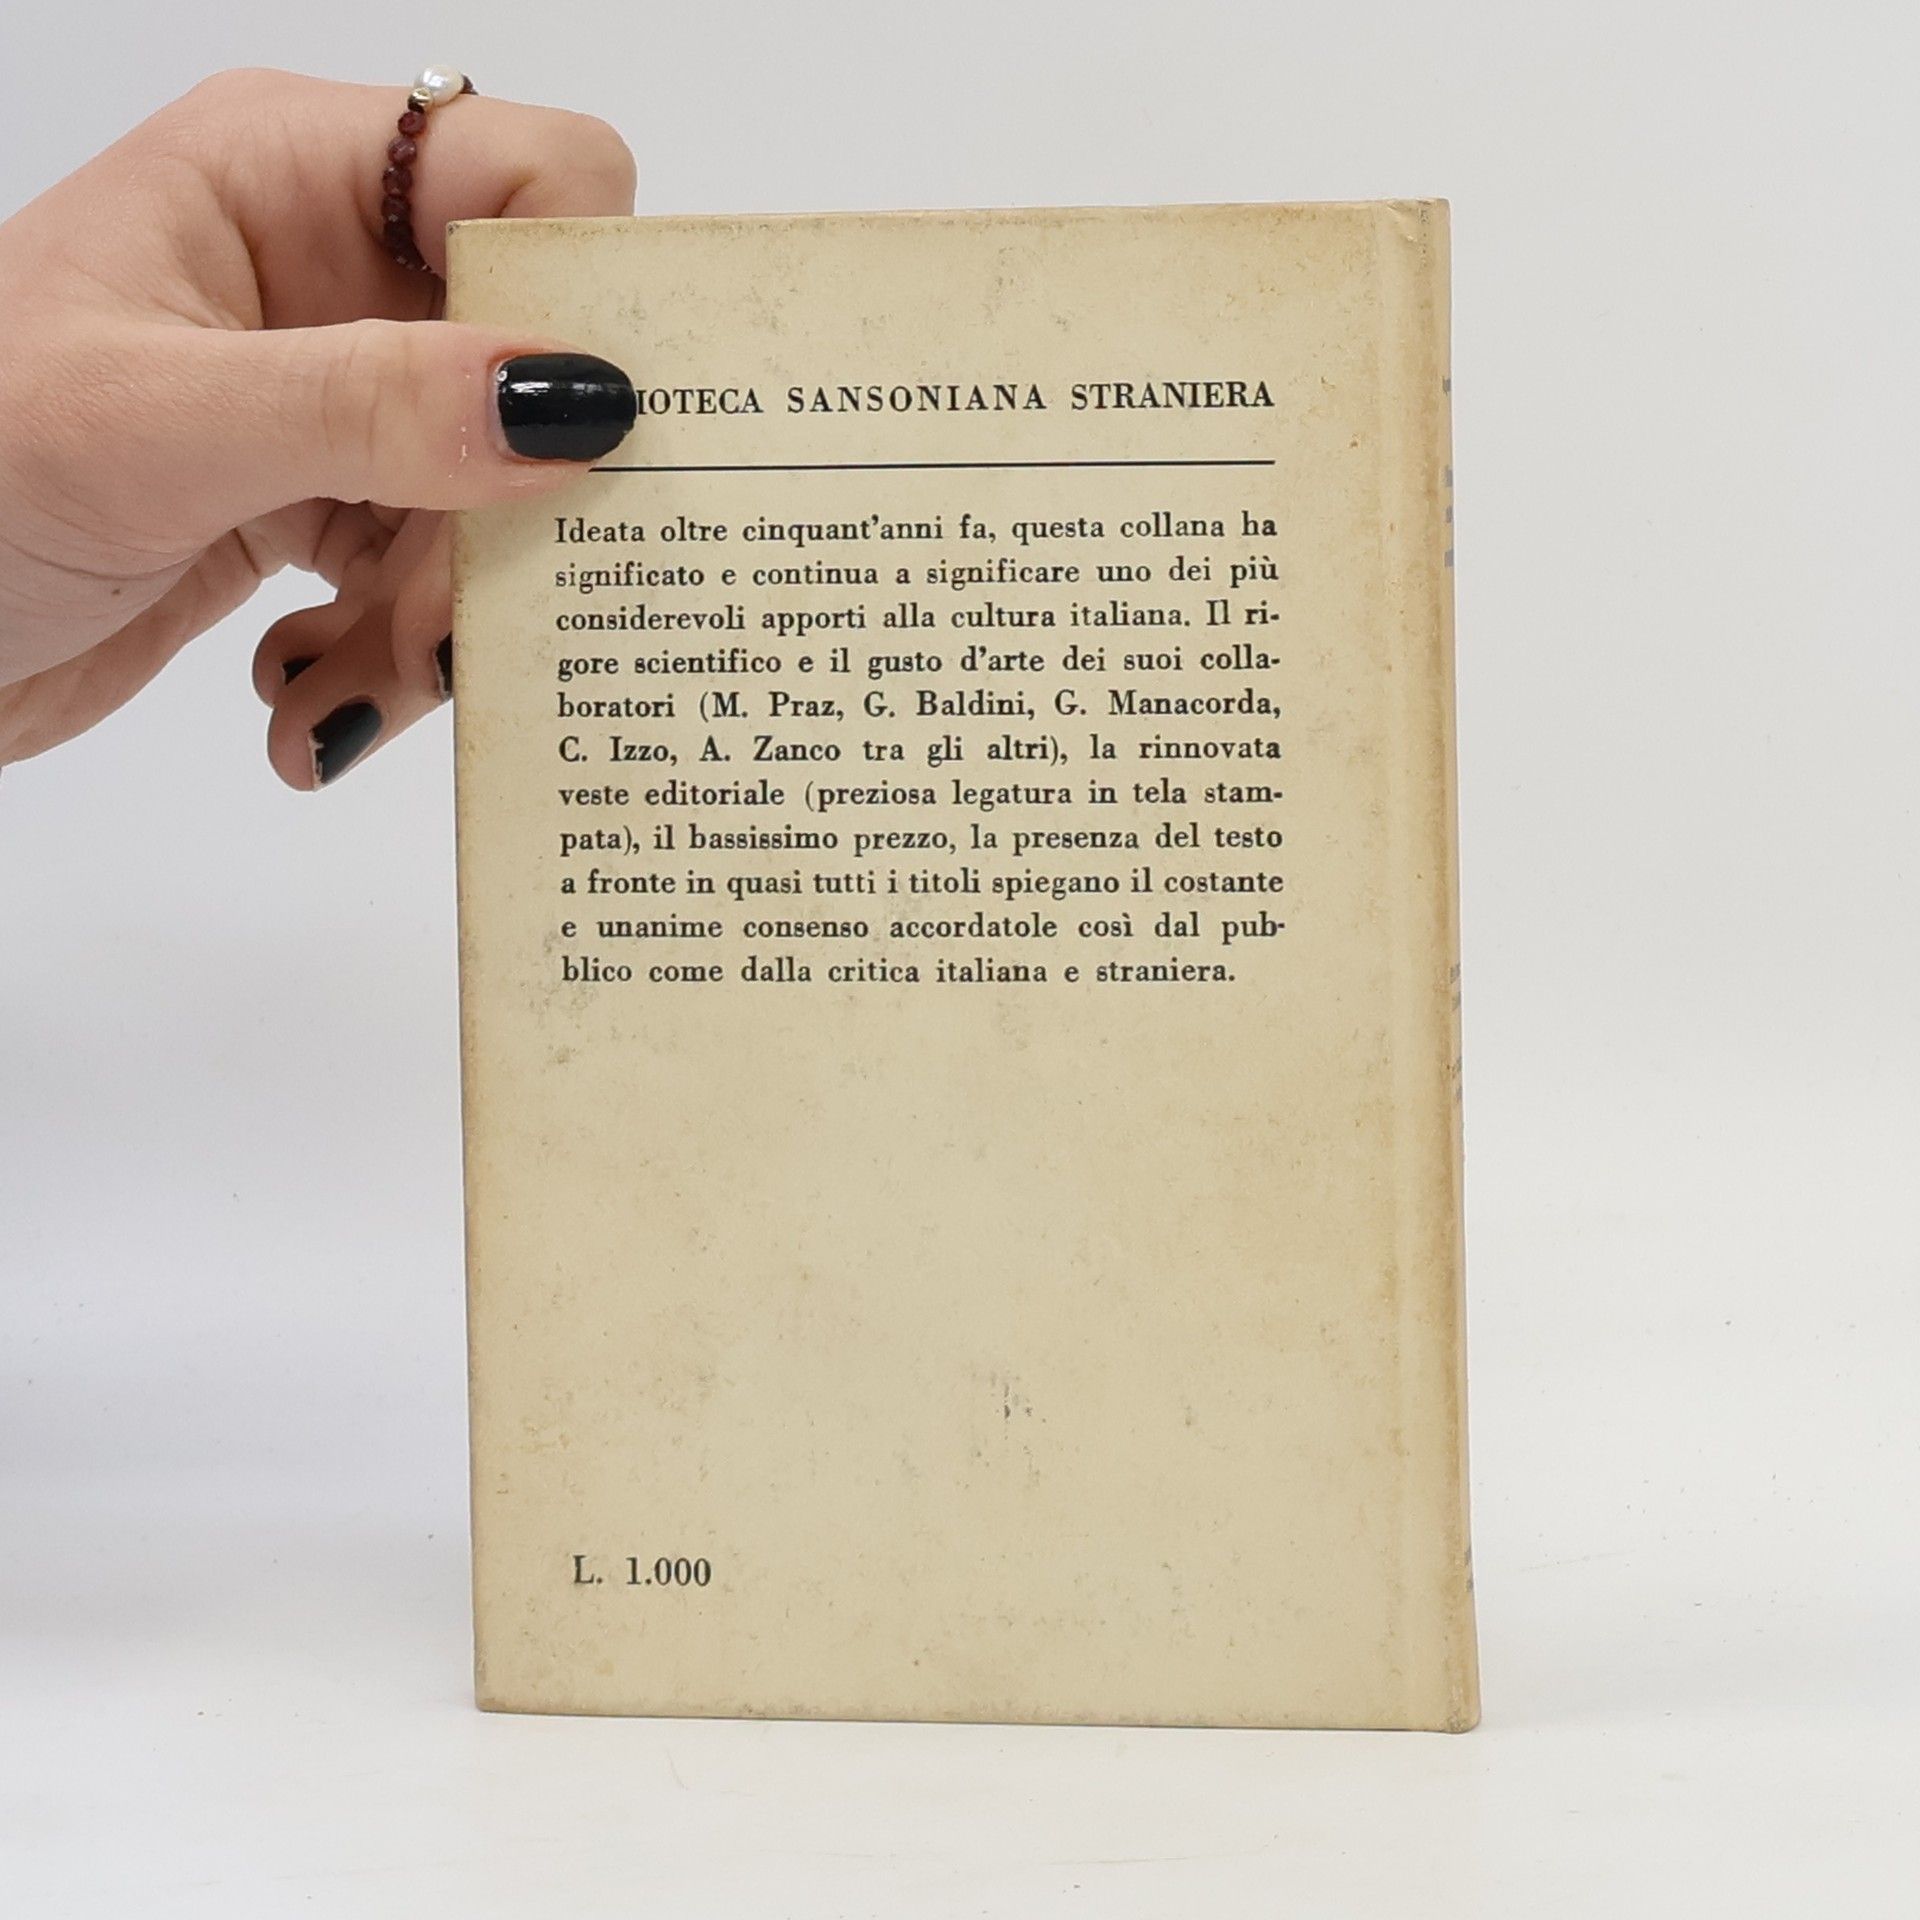 IOTECA SANSONIANA STRANIERA
Ideata oltre cinquant'anni fa, questa collana ha
significato e continua a significare uno dei più
considerevoli apporti alla cultura italiana. Il ri-
gore scientifico e il gusto d'arte dei suoi colla-
boratori (M. Praz, G. Baldini, G. Manacorda,
C. Izzo, A. Zanco tra gli altri), la rinnovata
veste editoriale (preziosa legatura in tela stam-
pata), il bassissimo prezzo, la presenza del testo
a fronte in quasi tutti i titoli spiegano il costante
e unanime consenso accordatole così dal pub-
blico come dalla critica italiana e straniera.
L. 1.000